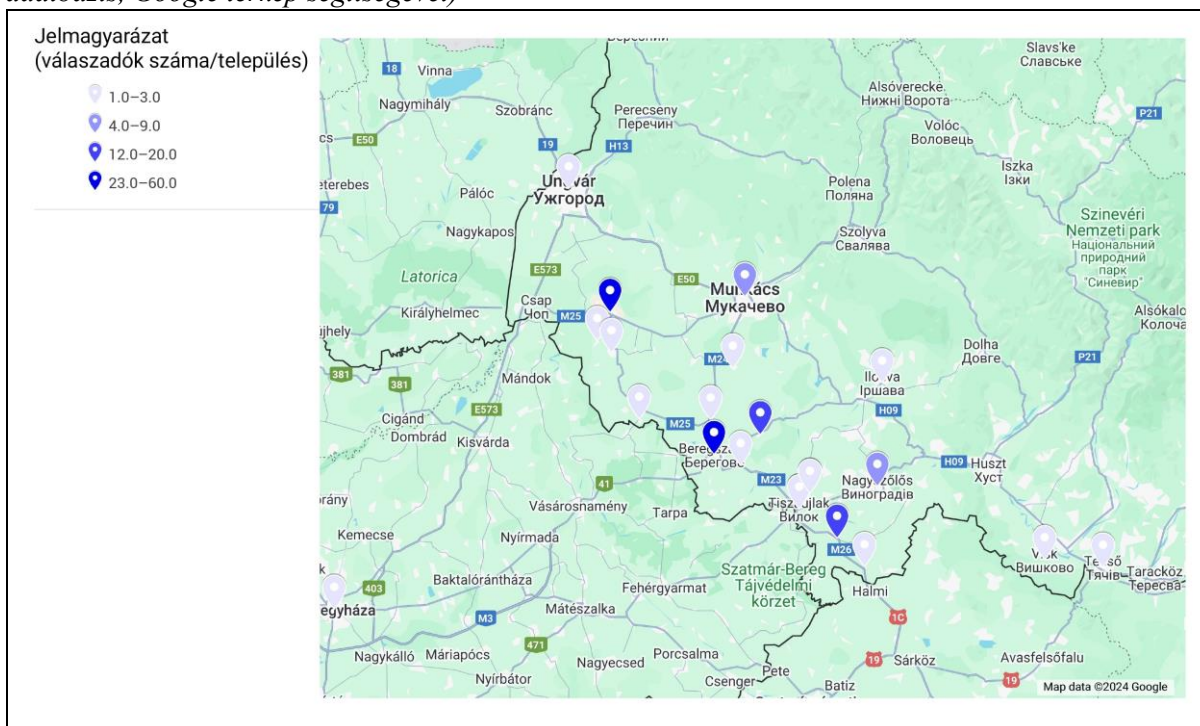 Jelmagyarázat
(válaszadók száma/település)
1.0–3.0
4.0–9.0
12.0–20.0
23.0–60.0
Slavs'ke
Славське
18
Vinna
Nagymihály
Szobránc
Perecseny
Перечин
Alsóverecke
Нижні Ворота
Volóc
Воловець
P21
E50
19
H13
Iszka
Ізки
79
Pálóc
Ungvár
Ужгород
Polena
Поляна
Szinevéri
Nemzeti park
Національний
природний
парк
"Синевир"
Nagykapos
Szolyva
Свалява
E573
Latorica
E50
Munkács
Мукачево
Csap
Чоп
M25
Királyhelmec
Dolha
Довге
P21
381
381
Mándok
M24
Ilosva
Іршава
H09
Cigánd
E573
Dombrád
Kisvárda
M25
Beregszász
Берегове
H09
Huszt
Хуст
M23
41
Nagyszőlős
Виноградів
Vásárosnamény
Tarpa
Tiszaújlak
Вилок
Kemecse
Nyírmada
M26
Visk
Вишково
Técső
Тячів
Taracköz
Тересва
403
Baktalórántháza
Fehérgyarmat
Szatmár-Bereg
Tájvédelmi
körzet
Halmi
egyháza
M3
Mátészalka
1C
471
Nagykálló
Máriapócs
Nagyecsed
Porcsalma
Pete
19
Sárköz
Avasfelsőfalu
Nyírbátor
Csenger
Batiz
19
Map data ©2024 Google